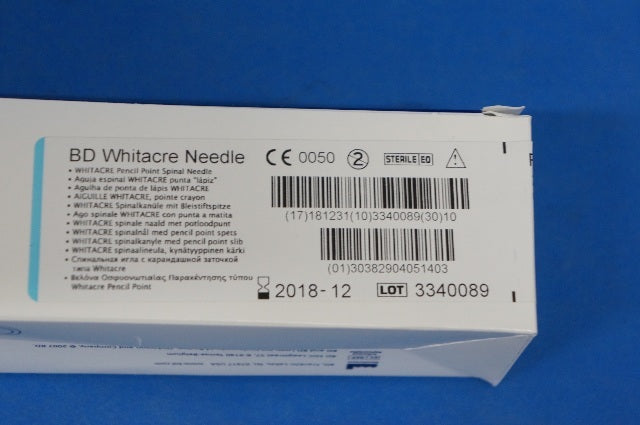 BD Whitacre Needle
CE 0050 2 STERILE EO
• WHITACRE Pencil Point Spinal Needle
• Aguja espinal WHITACRE punta "lápiz"
• Agulha de ponta de lápis WHITACRE
• AIGUILLE WHITACRE, pointe crayon
• WHITACRE Spinalkanüle mit Bleistiftspitze
• Ago spinale WHITACRE con punta a matita
• WHITACRE spinale naald met potloodpunt
• WHITACRE spinalnål med pencil point spets
• WHITACRE spinalkanyle med pencil point slib
• WHITACRE spinaalineula, kynätyyppinen kärki
• Спинальная игла с карандашной заточкой
типа Whitacre
• Βελόνα Οσφυονωτιαίας Παρακέντησης τύπου
Whitacre Pencil Point
(17)181231(10)3340089(30)10
(01)30382904051403
2018-12
LOT 3340089